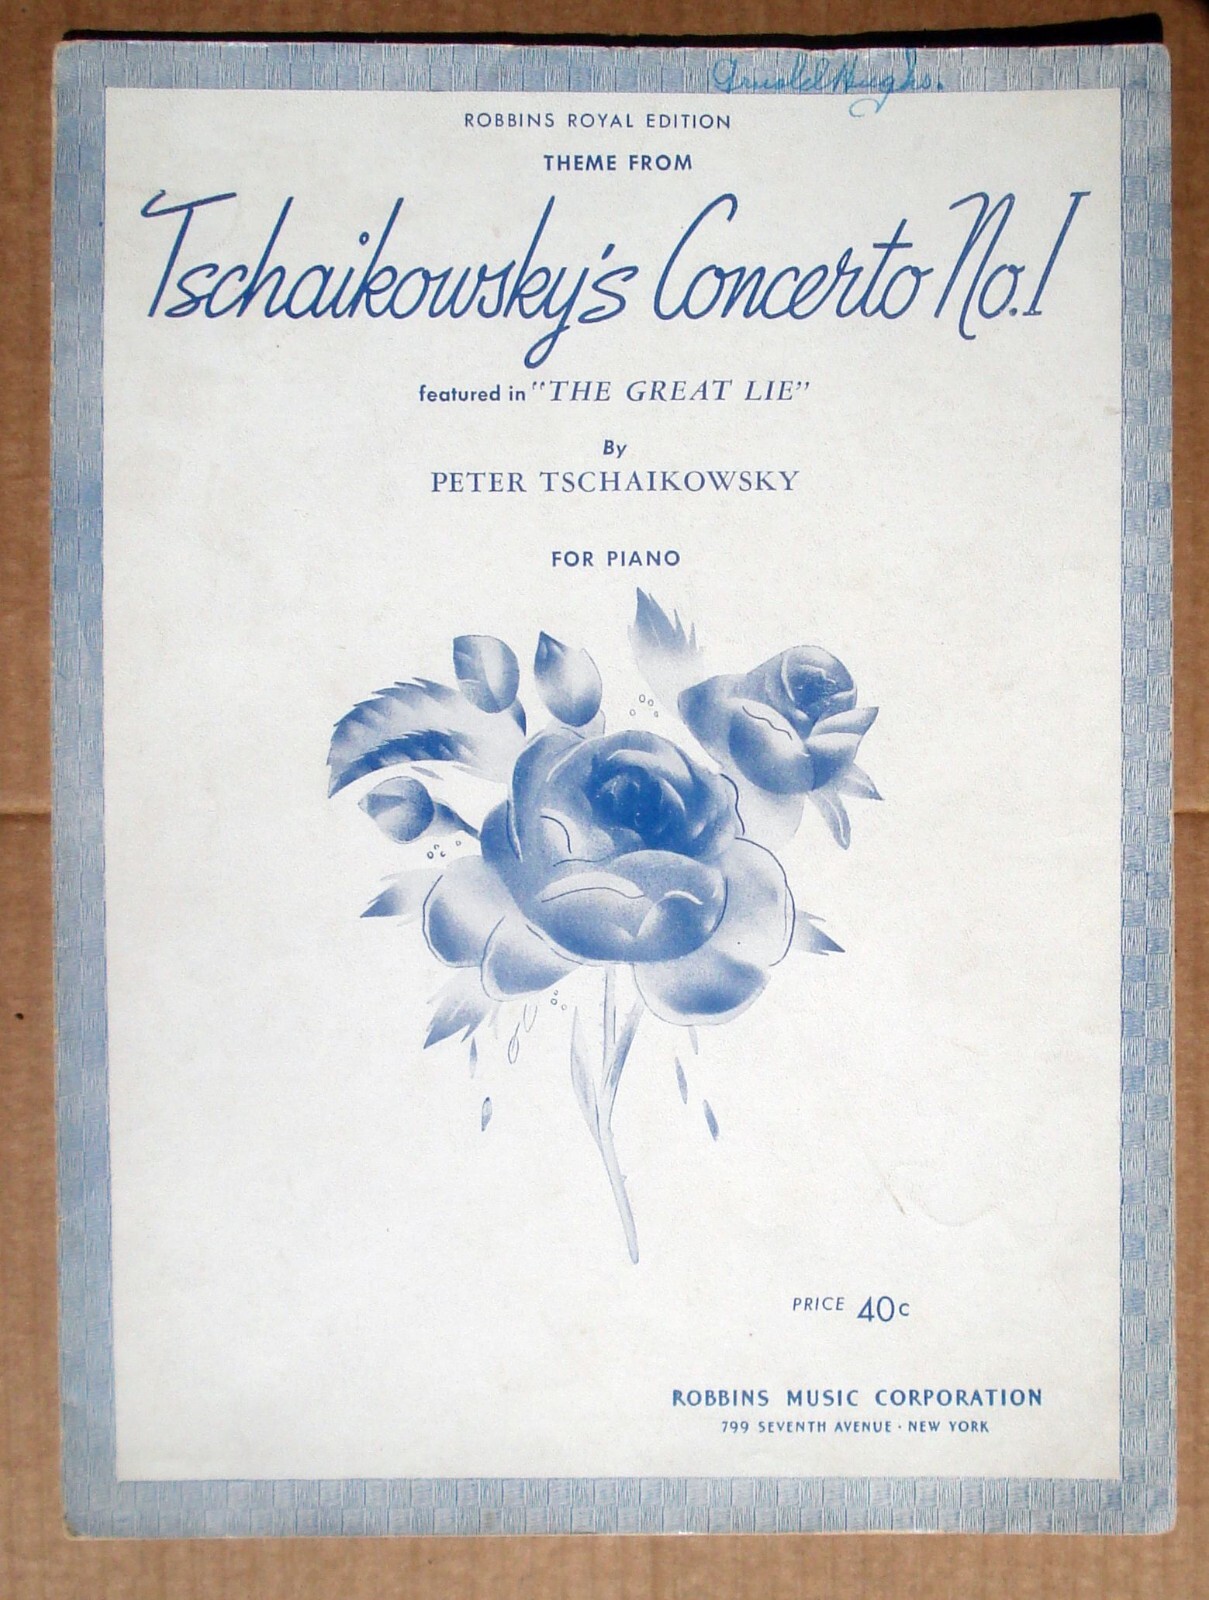 Hughs.
ROBBINS ROYAL EDITION
THEME FROM
Tschaikowsky's Concerto No. I
featured in "THE GREAT LIE"
By
PETER TSCHAIKOWSKY
FOR PIANO
PRICE 40c
ROBBINS MUSIC CORPORATION
799 SEVENTH AVENUE · NEW YORK